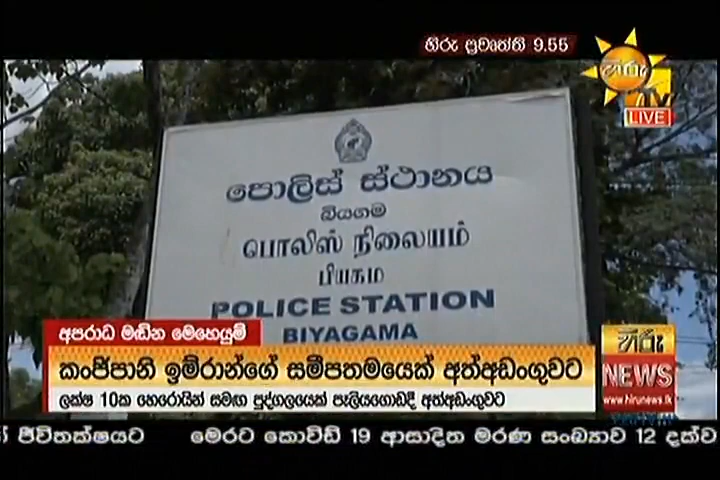 හිරු ප්‍රවෘත්ති 9.55
හිරු
TV
LIVE
පොලිස් ස්ථානය
බියගම
பொலிஸ் நிலையம்
பியகம
POLICE STATION
BIYAGAMA
අපරාධ මඬින මෙහෙයුම්
කංජිපානි ඉම්රාන්ගේ සමීපතමයෙක් අත්අඩංගුවට
ලක්ෂ 10ක හෙරොයින් සමඟ පුද්ගලයෙක් පෑලියගොඩදී අත්අඩංගුවට
හිරු
NEWS
www.hirunews.lk
ජීවිතක්ෂයට මෙරට කොවිඩ් 19 ආසාදිත මරණ සංඛ්‍යාව 12 දක්ව